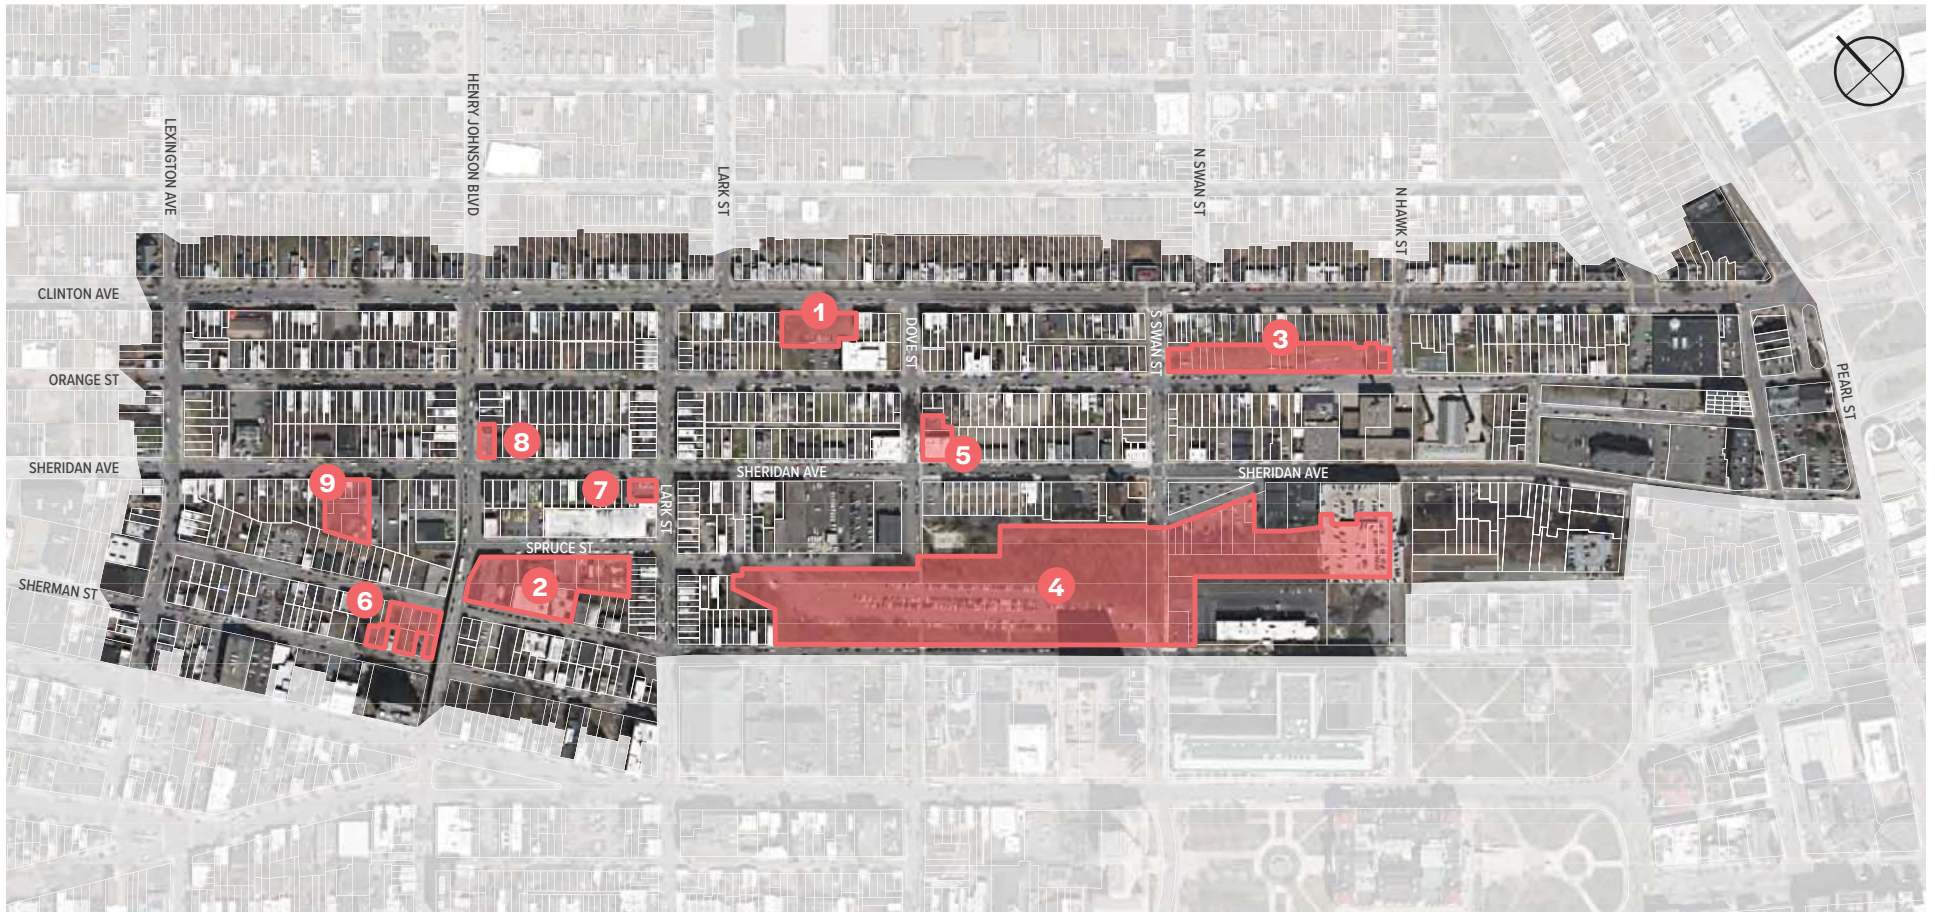 HENRY JOHNSON BLVD
LEXINGTON AVE
LARK ST
N SWAN ST
N HAWK ST
CLINTON AVE
1
DOVE ST
S SWAN ST
3
ORANGE ST
PEARL ST
8
5
SHERIDAN AVE
SHERIDAN AVE
SHERIDAN AVE
9
7
LARK ST
SPRUCE ST
2
4
SHERMAN ST
6